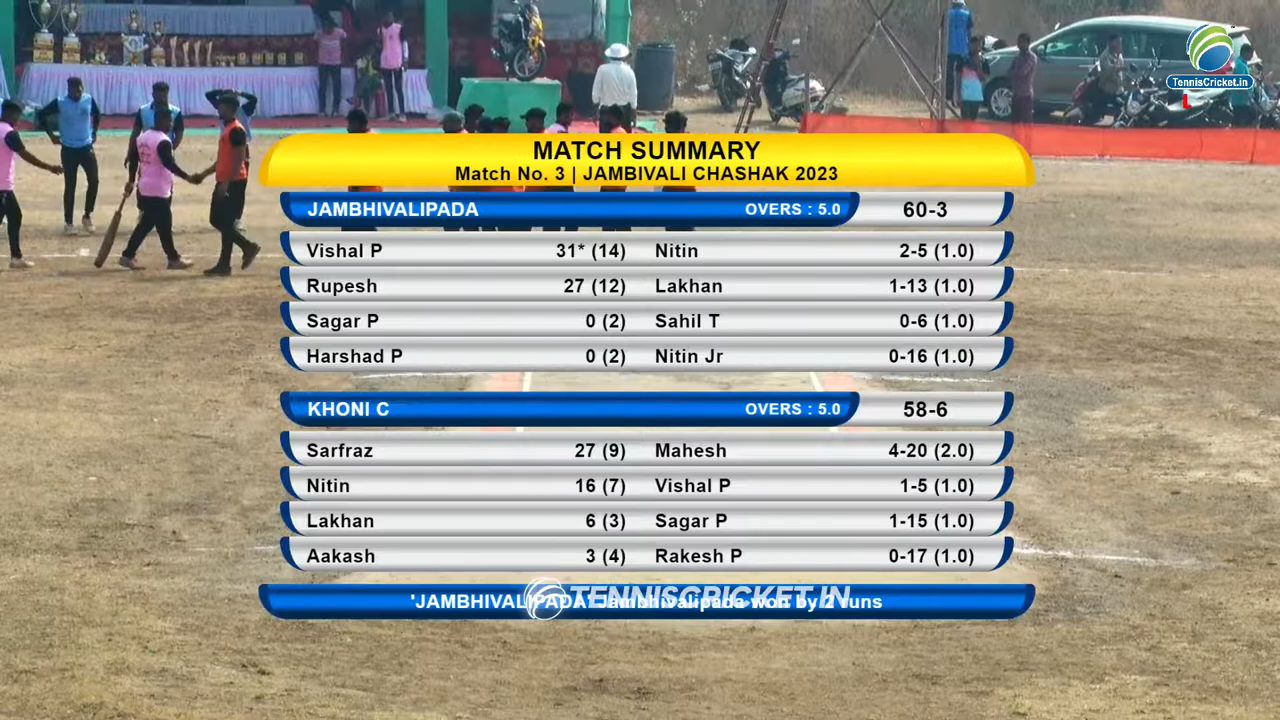 TennisCricket.in
MATCH SUMMARY
Match No. 3 | JAMBIVALI CHASHAK 2023
JAMBHIVALIPADA OVERS : 5.0 60-3
Vishal P 31* (14) Nitin 2-5 (1.0)
Rupesh 27 (12) Lakhan 1-13 (1.0)
Sagar P 0 (2) Sahil T 0-6 (1.0)
Harshad P 0 (2) Nitin Jr 0-16 (1.0)
KHONI C OVERS : 5.0 58-6
Sarfraz 27 (9) Mahesh 4-20 (2.0)
Nitin 16 (7) Vishal P 1-5 (1.0)
Lakhan 6 (3) Sagar P 1-15 (1.0)
Aakash 3 (4) Rakesh P 0-17 (1.0)
'JAMBHIVALIPADA' Jambhivalipada won by 2 runs
TENNISCRICKET.IN